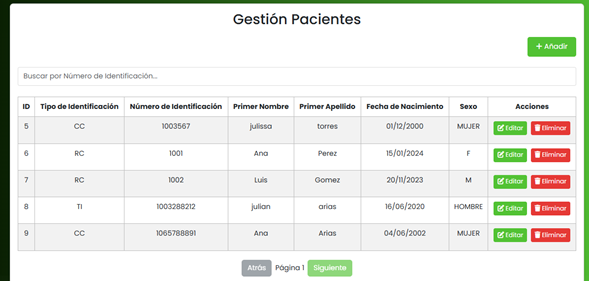 Gestión Pacientes
+ Añadir
Buscar por Número de Identificación...
ID Tipo de Identificación Número de Identificación Primer Nombre Primer Apellido Fecha de Nacimiento Sexo Acciones
5 CC 1003567 julissa torres 01/12/2000 MUJER Editar Eliminar
6 RC 1001 Ana Perez 15/01/2024 F Editar Eliminar
7 RC 1002 Luis Gomez 20/11/2023 M Editar Eliminar
8 TI 1003288212 julian arias 16/06/2020 HOMBRE Editar Eliminar
9 CC 1065788891 Ana Arias 04/06/2002 MUJER Editar Eliminar
Atrás Página 1 Siguiente